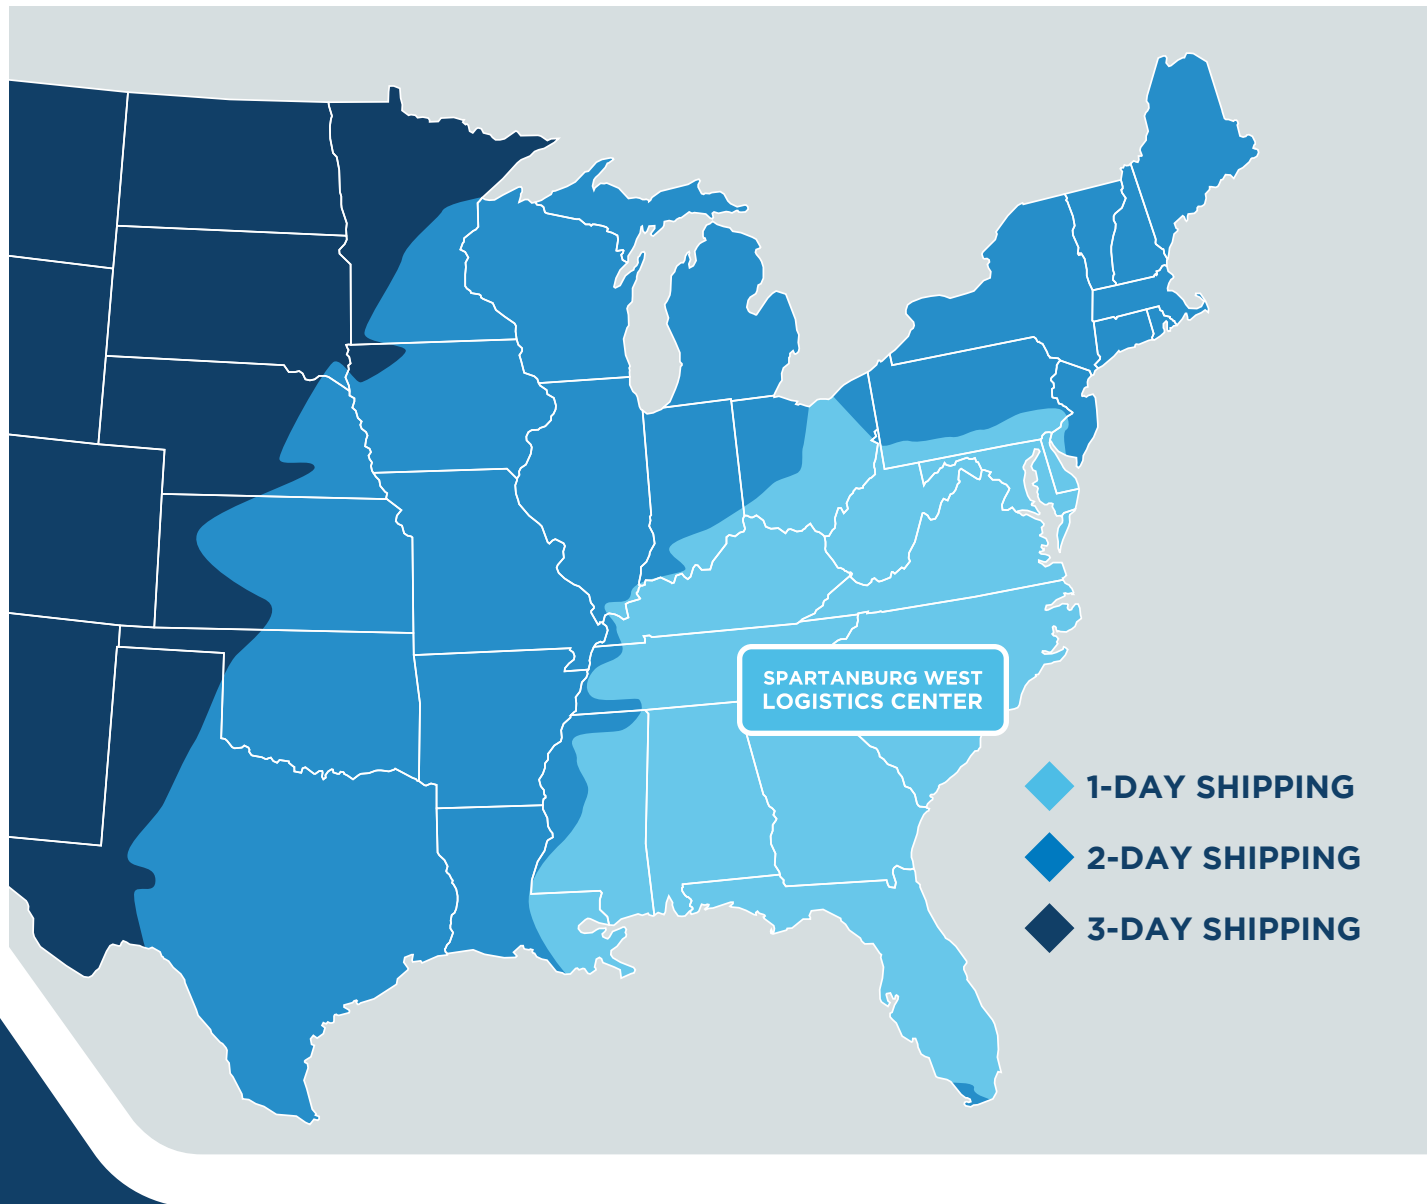 SPARTANBURG WEST
LOGISTICS CENTER
1-DAY SHIPPING
2-DAY SHIPPING
3-DAY SHIPPING